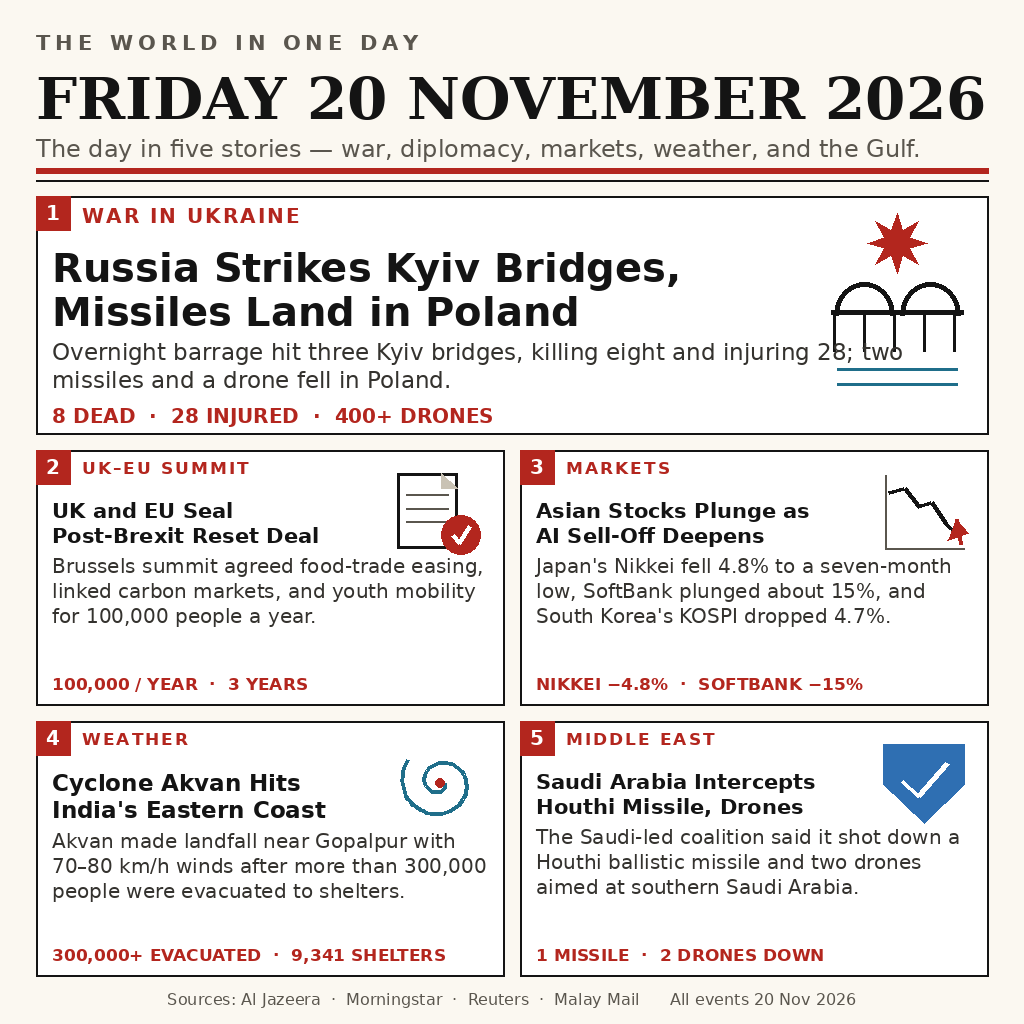 THE WORLD IN ONE DAY
FRIDAY 20 NOVEMBER 2026
The day in five stories — war, diplomacy, markets, weather, and the Gulf.
1 WAR IN UKRAINE
Russia Strikes Kyiv Bridges,
Missiles Land in Poland
Overnight barrage hit three Kyiv bridges, killing eight and injuring 28; two
missiles and a drone fell in Poland.
8 DEAD · 28 INJURED · 400+ DRONES
2 UK–EU SUMMIT
UK and EU Seal
Post-Brexit Reset Deal
Brussels summit agreed food-trade easing,
linked carbon markets, and youth mobility
for 100,000 people a year.
100,000 / YEAR · 3 YEARS
3 MARKETS
Asian Stocks Plunge as
AI Sell-Off Deepens
Japan's Nikkei fell 4.8% to a seven-month
low, SoftBank plunged about 15%, and
South Korea's KOSPI dropped 4.7%.
NIKKEI −4.8% · SOFTBANK −15%
4 WEATHER
Cyclone Akvan Hits
India's Eastern Coast
Akvan made landfall near Gopalpur with
70–80 km/h winds after more than 300,000
people were evacuated to shelters.
300,000+ EVACUATED · 9,341 SHELTERS
5 MIDDLE EAST
Saudi Arabia Intercepts
Houthi Missile, Drones
The Saudi-led coalition said it shot down a
Houthi ballistic missile and two drones
aimed at southern Saudi Arabia.
1 MISSILE · 2 DRONES DOWN
Sources: Al Jazeera · Morningstar · Reuters · Malay Mail All events 20 Nov 2026